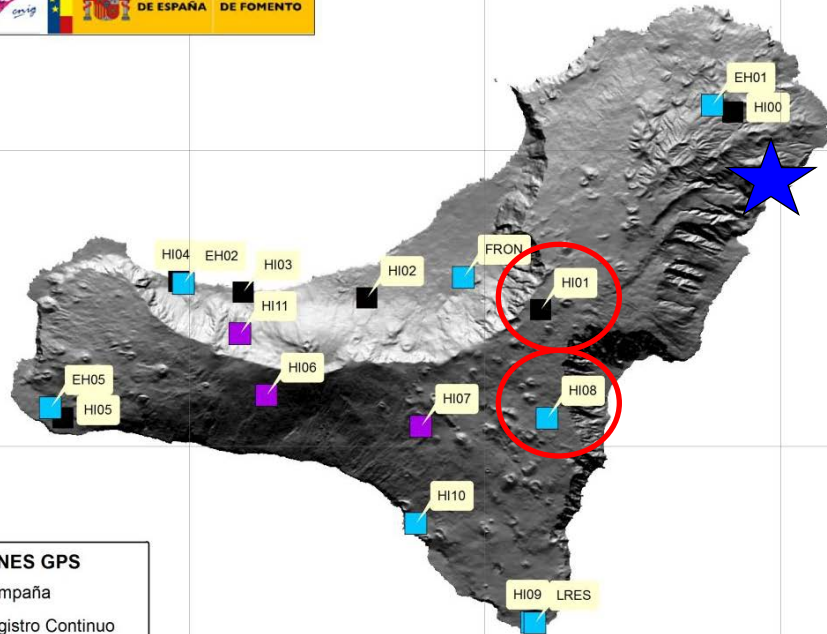 enig
DE ESPAÑA
DE FOMENTO
EH01
HI00
HI04
EH02
HI03
HI02
FRON
HI01
HI11
HI06
EH05
HI05
HI07
HI08
HI10
HI09
LRES
NES GPS
mpaña
gistro Continuo